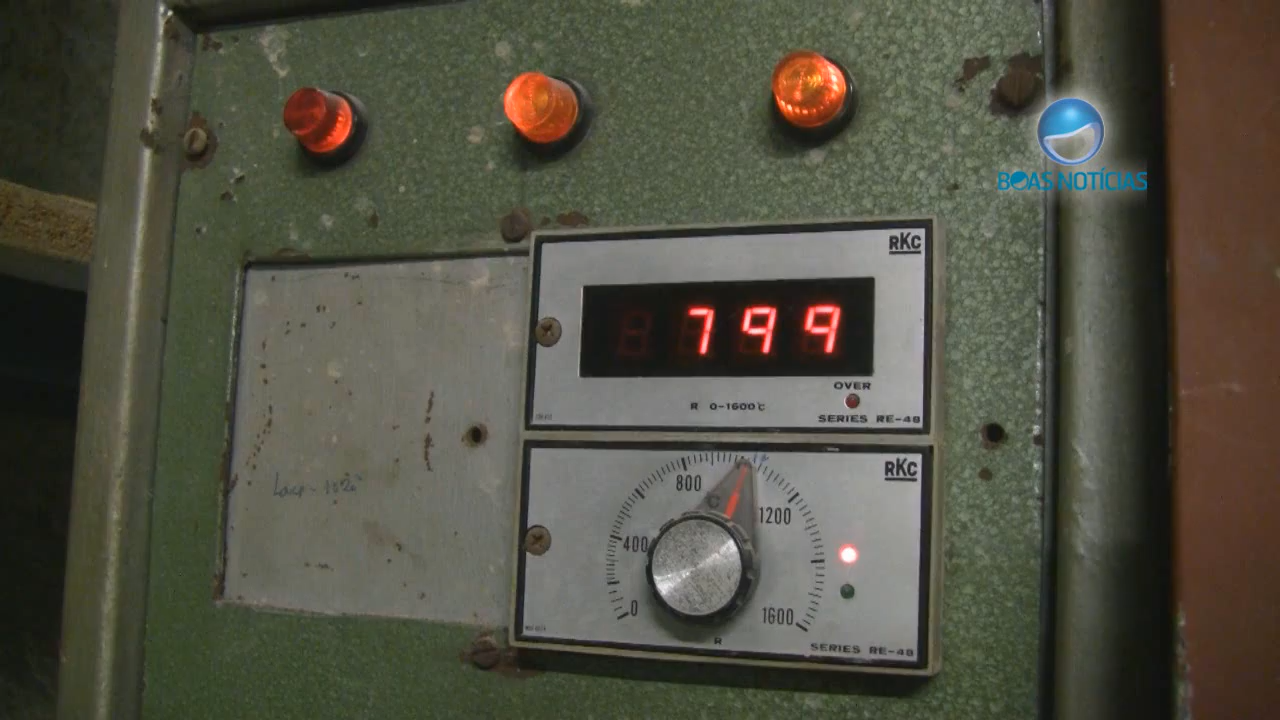 BOAS NOTÍCIAS
RKC
799
OVER
R 0-1600°C
SERIES RE-48
RKC
800
°C
1200
400
0
1600
R
SERIES RE-48